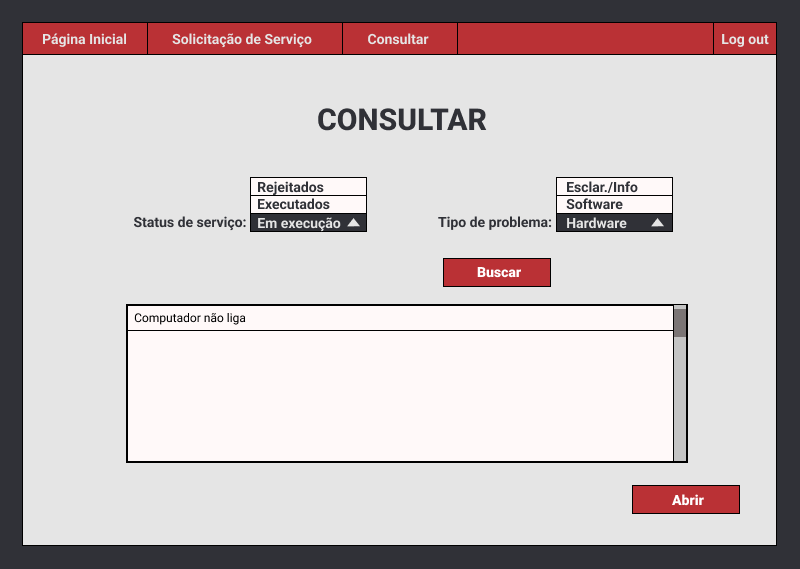 Página Inicial Solicitação de Serviço Consultar Log out
CONSULTAR
Rejeitados Esclar./Info
Executados Software
Status de serviço: Em execução Tipo de problema: Hardware
Buscar
Computador não liga
Abrir